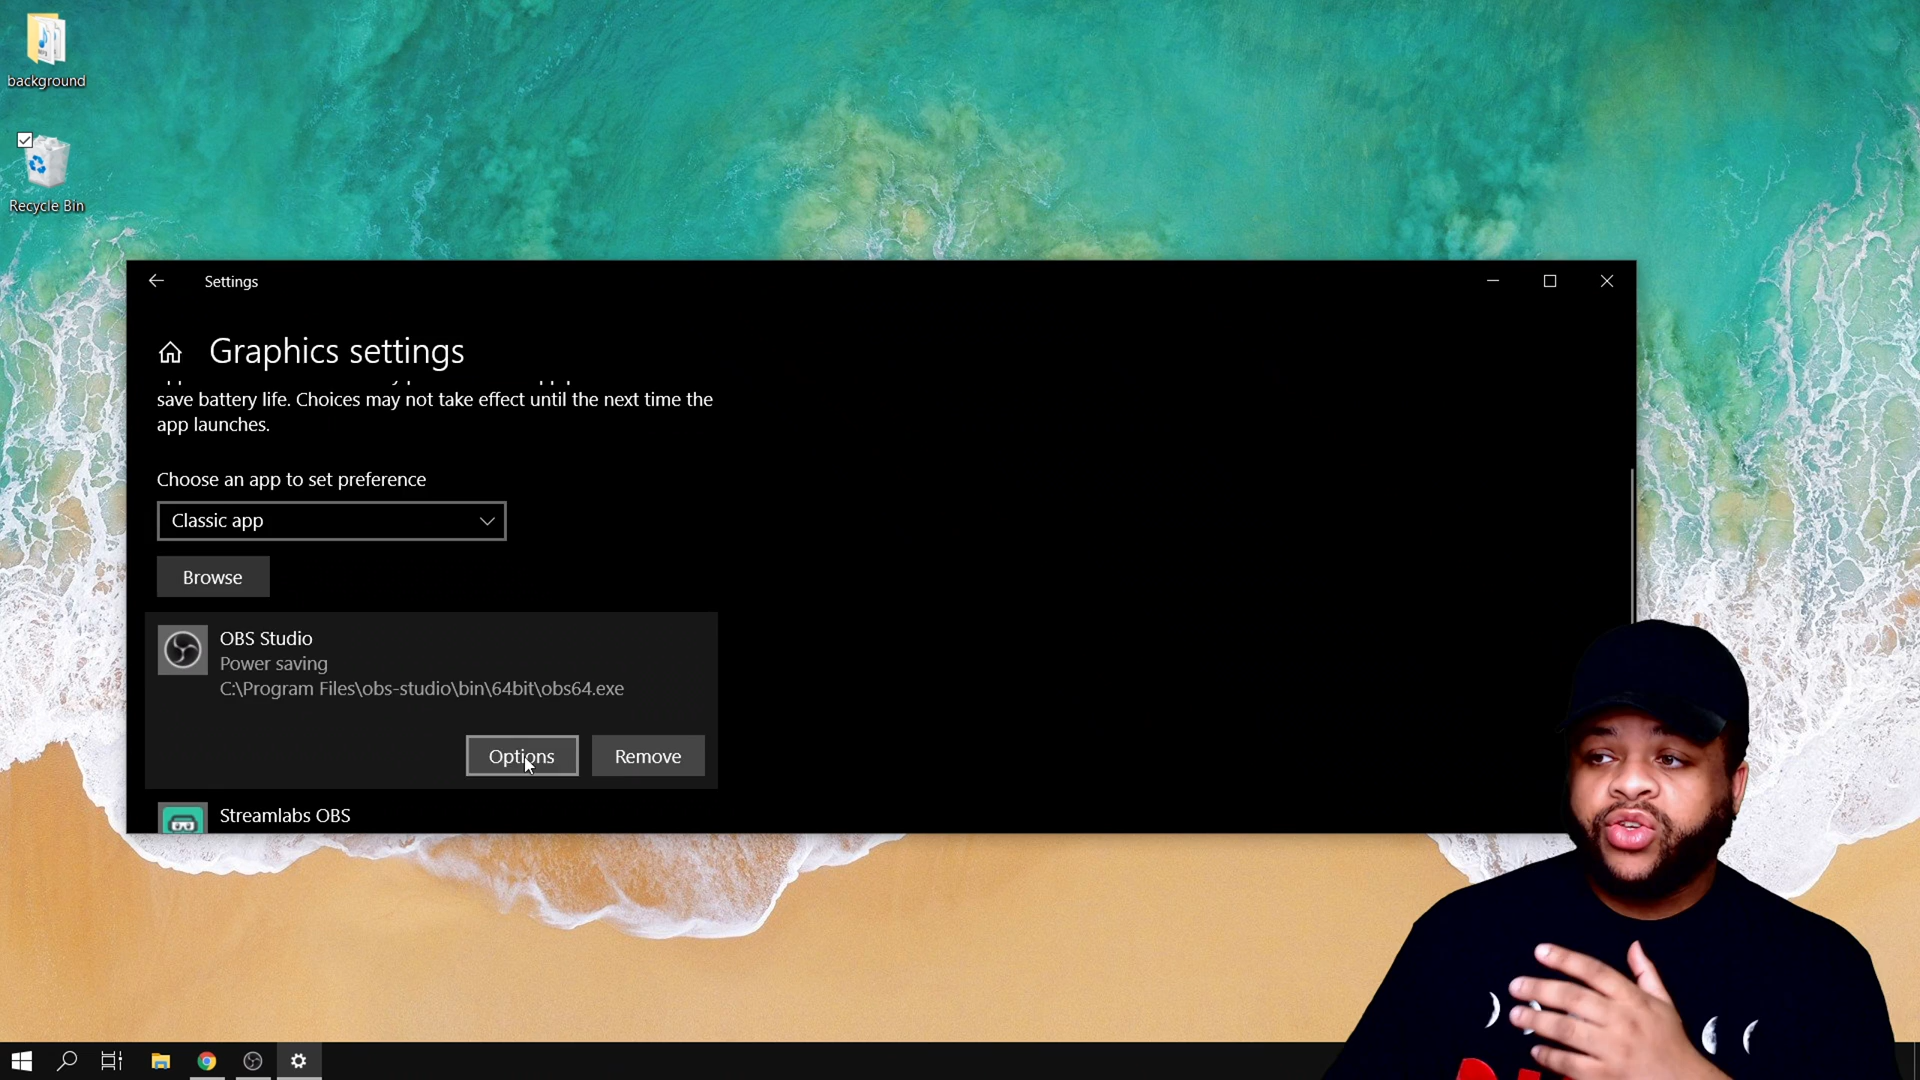 background
Recycle Bin
Settings
Graphics settings
save battery life. Choices may not take effect until the next time the
app launches.
Choose an app to set preference
Classic app
Browse
OBS Studio
Power saving
C:\Program Files\obs-studio\bin\64bit\obs64.exe
Options
Remove
Streamlabs OBS